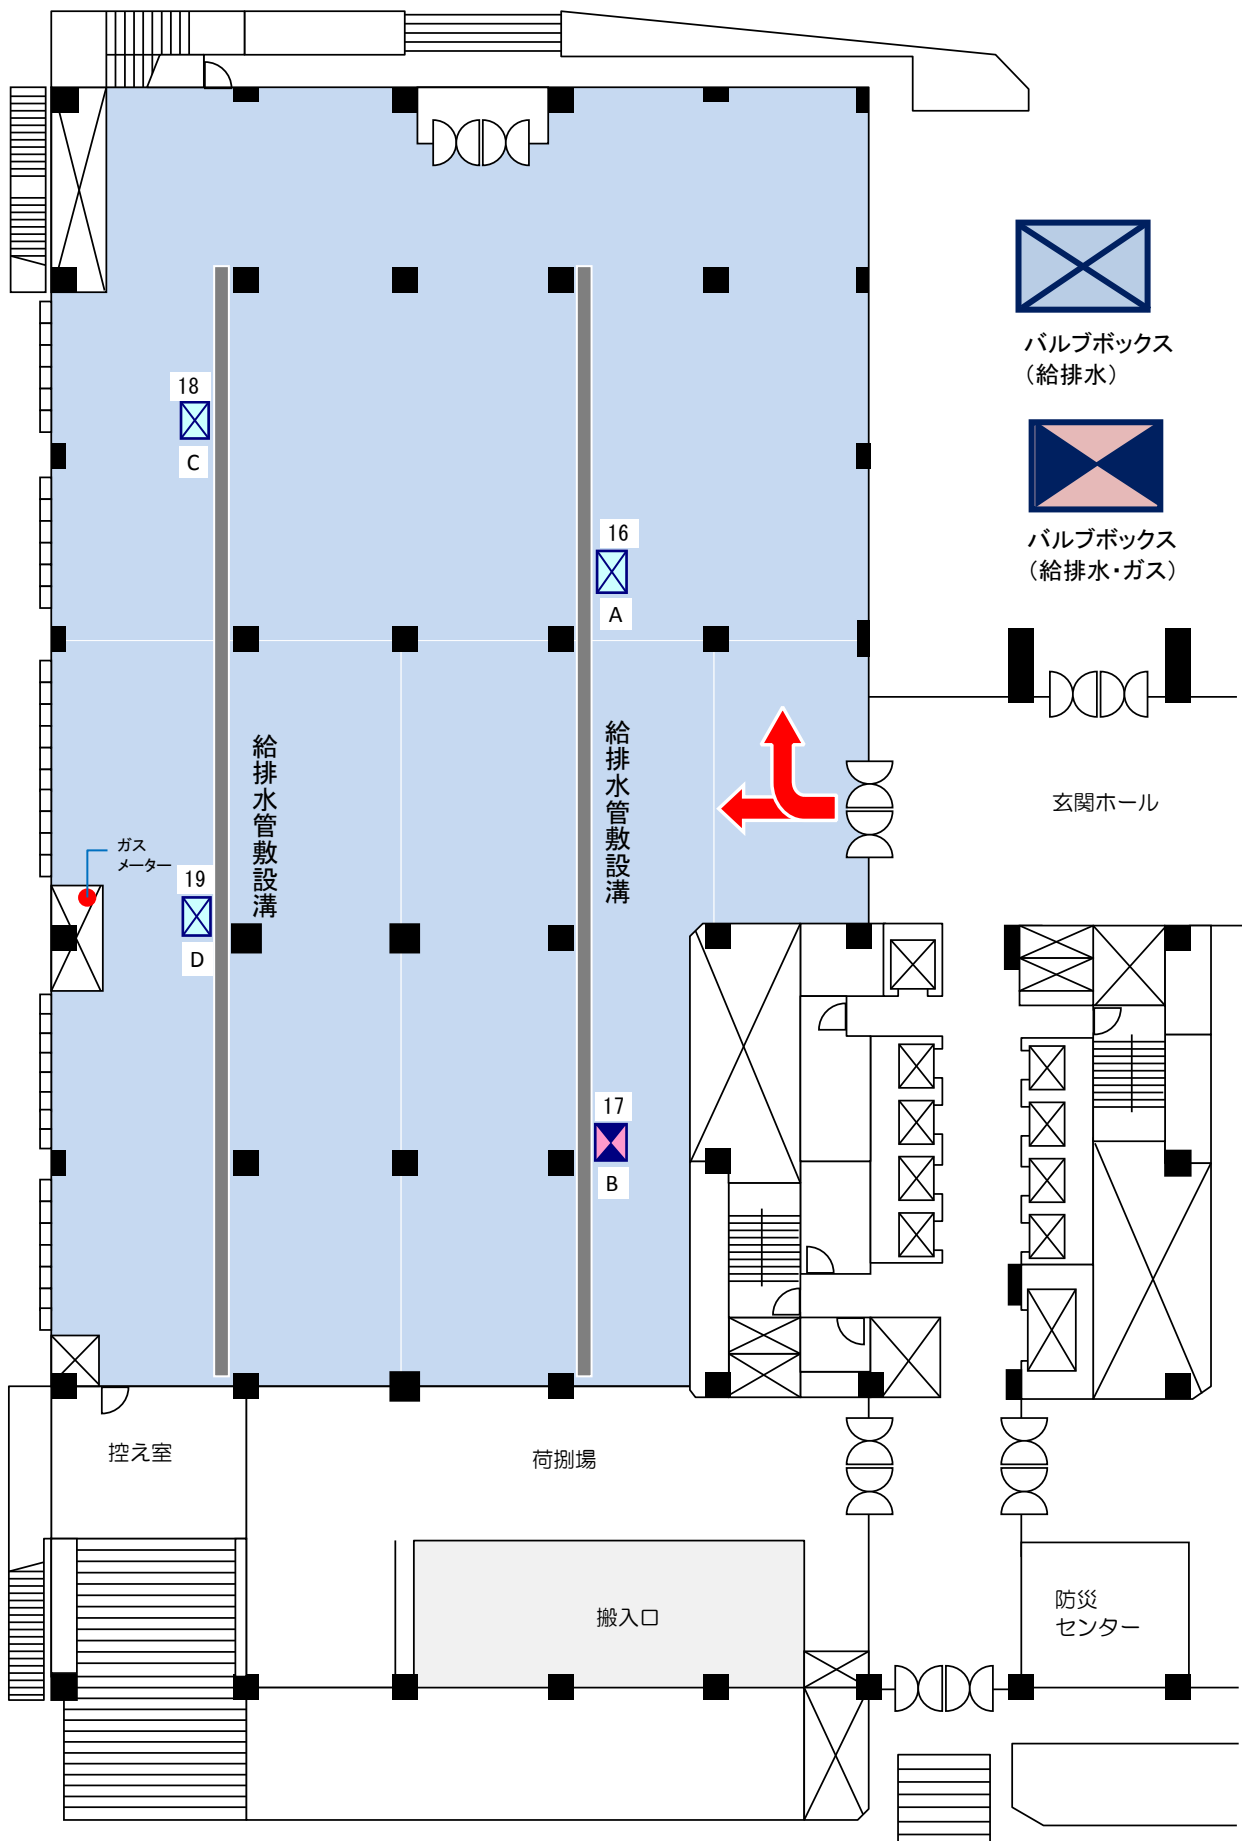 バルブボックス
（給排水）
18
C
バルブボックス
（給排水・ガス）
16
A
給排水管敷設溝
給排水管敷設溝
玄関ホール
ガス
メーター
19
D
17
B
控え室
荷捌場
搬入口
防災
センター